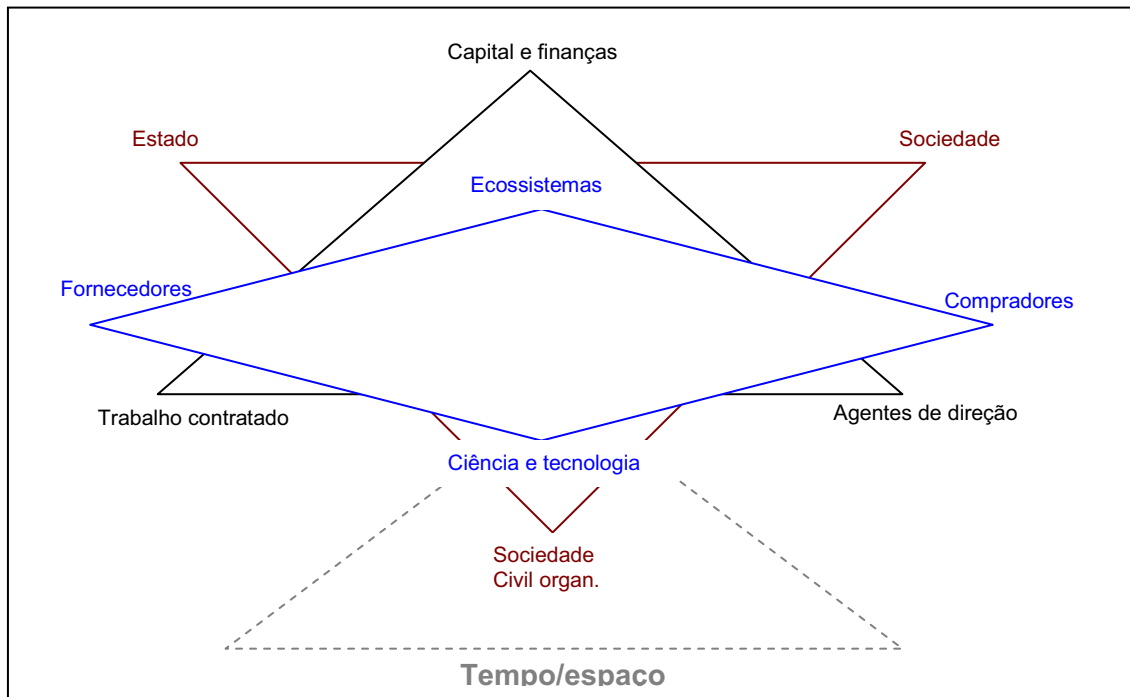 Capital e finanças
Estado
Sociedade
Ecossistemas
Fornecedores
Compradores
Trabalho contratado
Agentes de direção
Ciência e tecnologia
Sociedade
Civil organ.
Tempo/espaço